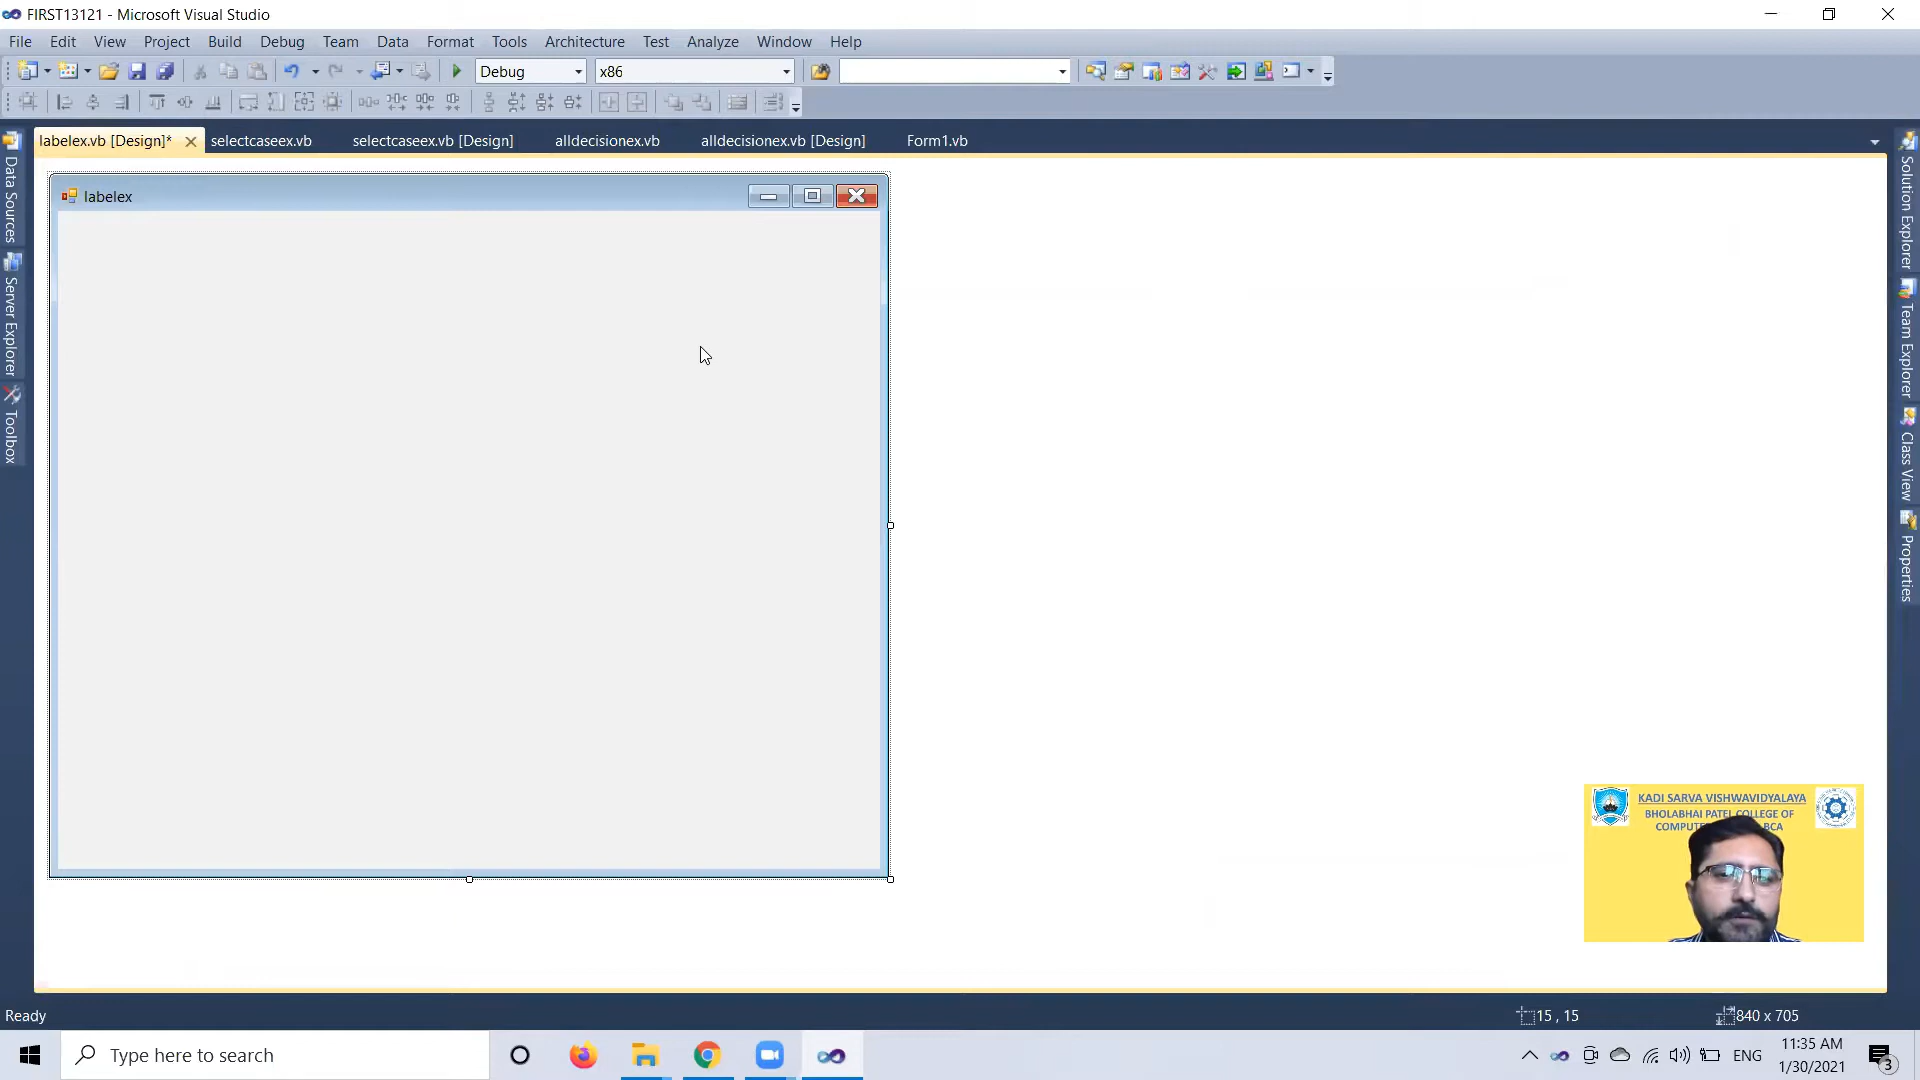 FIRST13121 - Microsoft Visual Studio
File Edit View Project Build Debug Team Data Format Tools Architecture Test Analyze Window Help
Debug x86
labelex.vb [Design]* selectcaseex.vb selectcaseex.vb [Design] alldecisionex.vb alldecisionex.vb [Design] Form1.vb
Data Sources
Server Explorer
Toolbox
labelex
Solution Explorer
Team Explorer
Class View
Properties
KADI SARVA VISHWAVIDYALAYA
BHOLABHAI PATEL COLLEGE OF
BCA
Ready 15 , 15 840 x 705
Type here to search
ENG
11:35 AM
1/30/2021
3